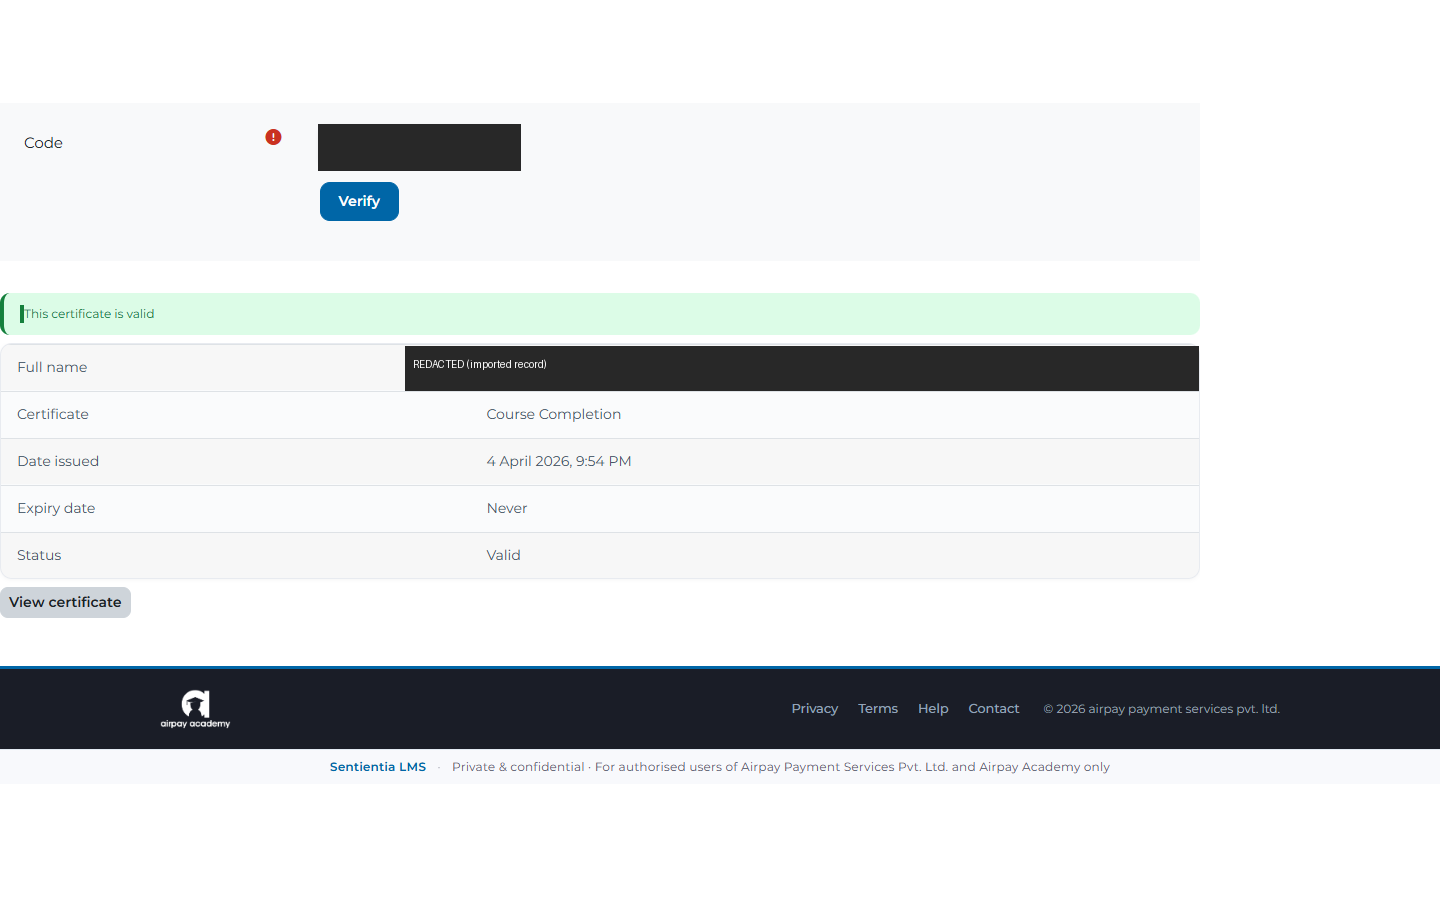 Code
Verify
This certificate is valid
Full name REDACTED (imported record)
Certificate Course Completion
Date issued 4 April 2026, 9:54 PM
Expiry date Never
Status Valid
View certificate
airpay academy
Privacy Terms Help Contact © 2026 airpay payment services pvt. ltd.
Sentientia LMS · Private & confidential · For authorised users of Airpay Payment Services Pvt. Ltd. and Airpay Academy only